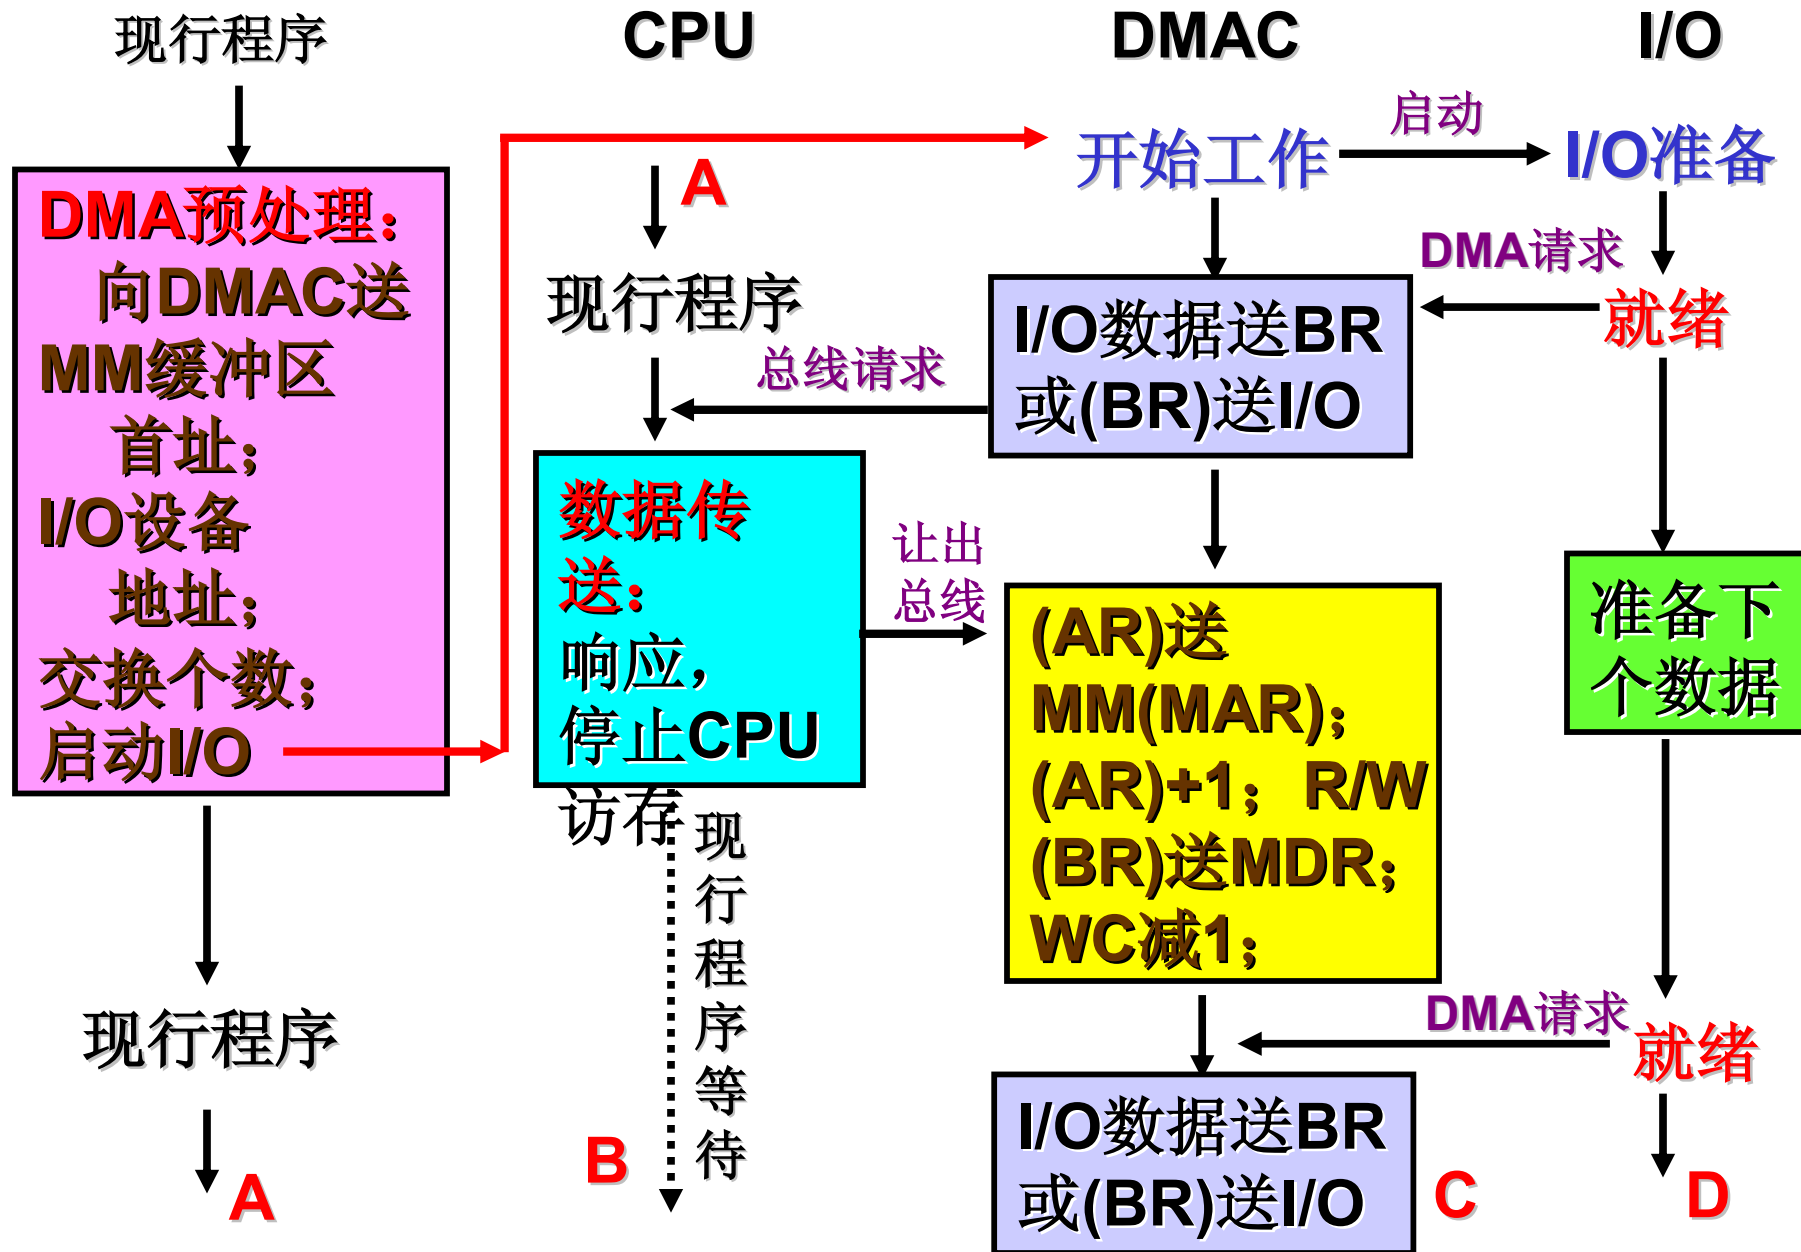 现行程序
CPU
DMAC
I/O
DMA预处理：
向DMAC送
MM缓冲区
首址；
I/O设备
地址；
交换个数；
启动I/O
现行程序
A
A
现行程序
总线请求
数据传
送：
响应，
停止CPU
访存
让出
总线
现行程序等待
B
开始工作
启动
I/O准备
DMA请求
就绪
I/O数据送BR
或(BR)送I/O
(AR)送
MM(MAR)；
(AR)+1；R/W
(BR)送MDR；
WC减1；
准备下
个数据
DMA请求
就绪
I/O数据送BR
或(BR)送I/O
C
D